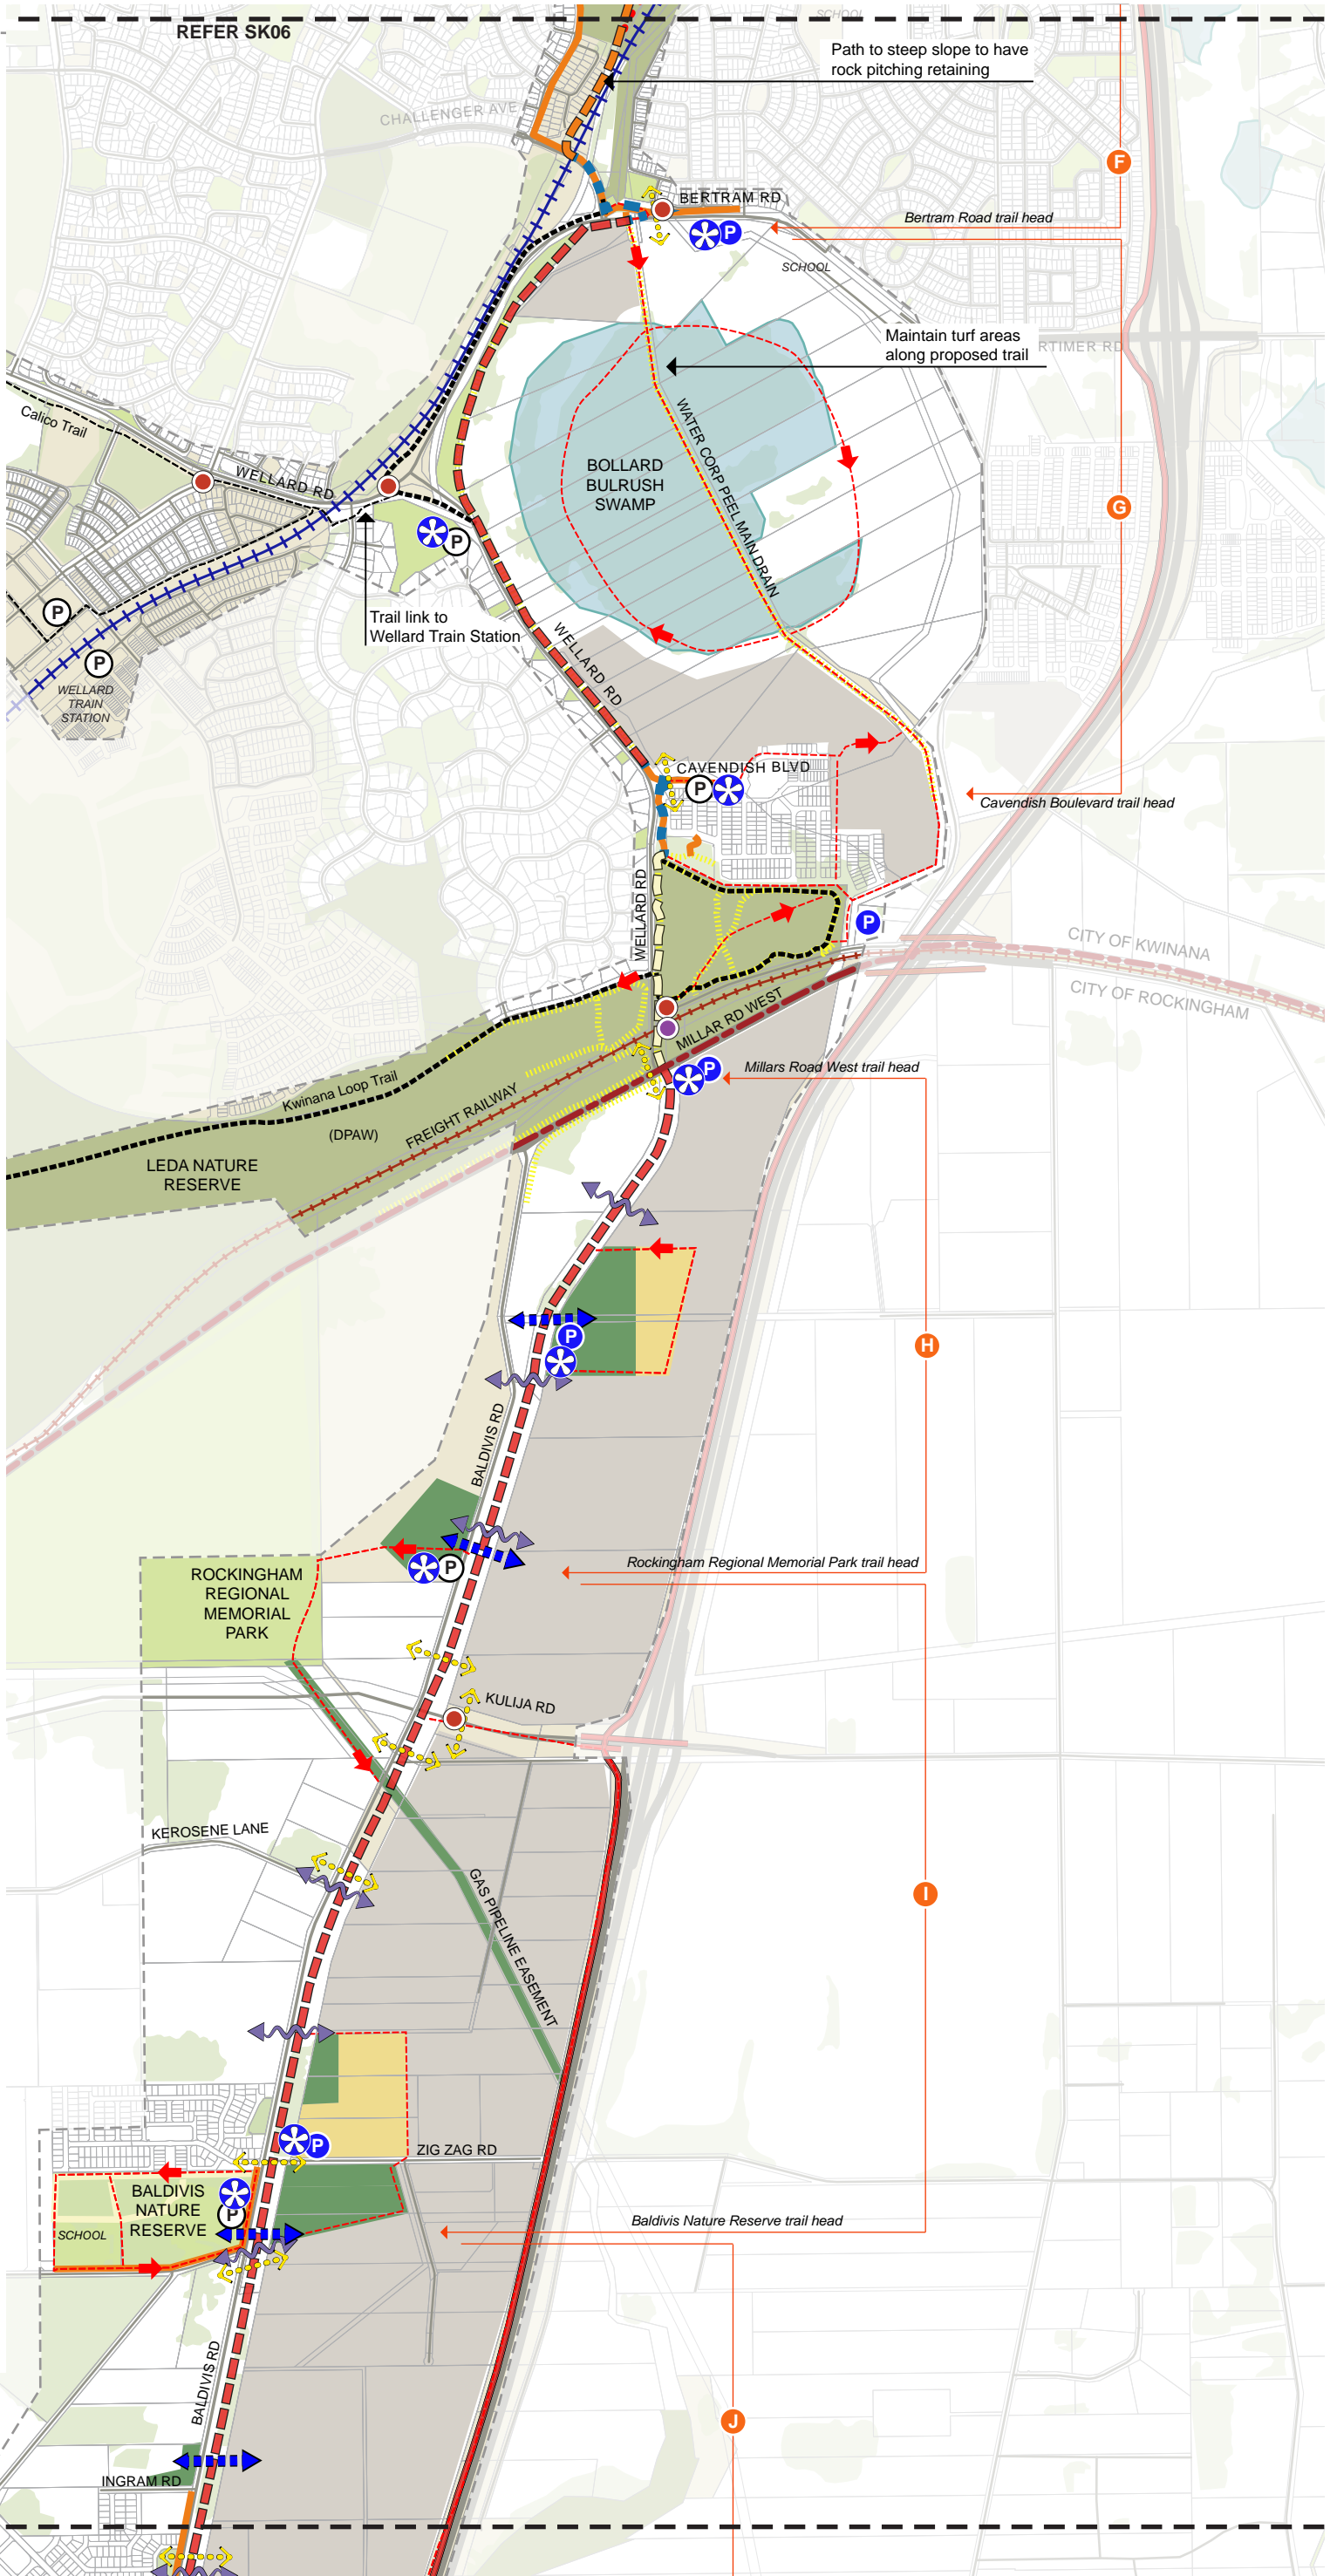 SCHOOL
REFER SK06
Path to steep slope to have
rock pitching retaining
CHALLENGER AVE
F
BERTRAM RD
Bertram Road trail head
P
SCHOOL
Maintain turf areas
along proposed trail
RTIMER RD
Calico Trail
WELLARD RD
BOLLARD
BULRUSH
SWAMP
WATER CORP PEEL MAIN DRAIN
G
P
P
Trail link to
Wellard Train Station
WELLARD RD
P
WELLARD
TRAIN
STATION
CAVENDISH BLVD
P
Cavendish Boulevard trail head
WELLARD RD
P
CITY OF KWINANA
CITY OF ROCKINGHAM
MILLAR RD WEST
Millars Road West trail head
P
Kwinana Loop Trail
FREIGHT RAILWAY
(DPAW)
LEDA NATURE
RESERVE
P
H
BALDIVIS RD
P
Rockingham Regional Memorial Park trail head
ROCKINGHAM
REGIONAL
MEMORIAL
PARK
KULIJA RD
KEROSENE LANE
GAS PIPELINE EASEMENT
I
P
ZIG ZAG RD
BALDIVIS
NATURE
RESERVE
P
SCHOOL
Baldivis Nature Reserve trail head
BALDIVIS RD
J
INGRAM RD